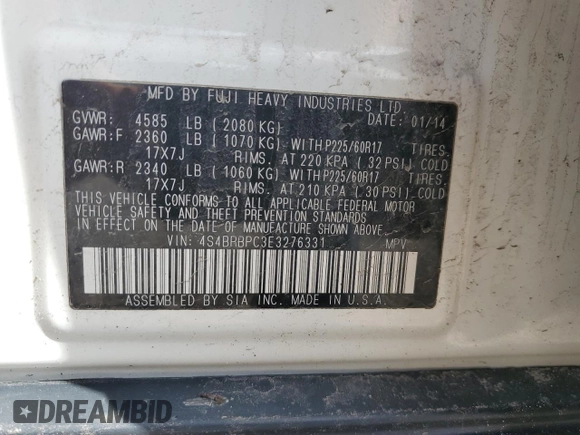 MFD BY FUJI HEAVY INDUSTRIES LTD.
GVWR: 4585 LB (2080 KG) DATE: 01/14
GAWR:F 2360 LB (1070 KG) WITH P225/60R17 TIRES,
17X7J RIMS, AT 220 KPA (32 PSI) COLD
GAWR:R 2340 LB (1060 KG) WITH P225/60R17 TIRES,
17X7J RIMS, AT 210 KPA (30 PSI) COLD
THIS VEHICLE CONFORMS TO ALL APPLICABLE FEDERAL MOTOR
VEHICLE SAFETY AND THEFT PREVENTION STANDARDS
IN EFFECT ON THE DATE OF MANUFACTURE SHOWN ABOVE.
VIN: 4S4BRBPC3E3276331 MPV
ASSEMBLED BY SIA INC. MADE IN U.S.A.
DREAMBID